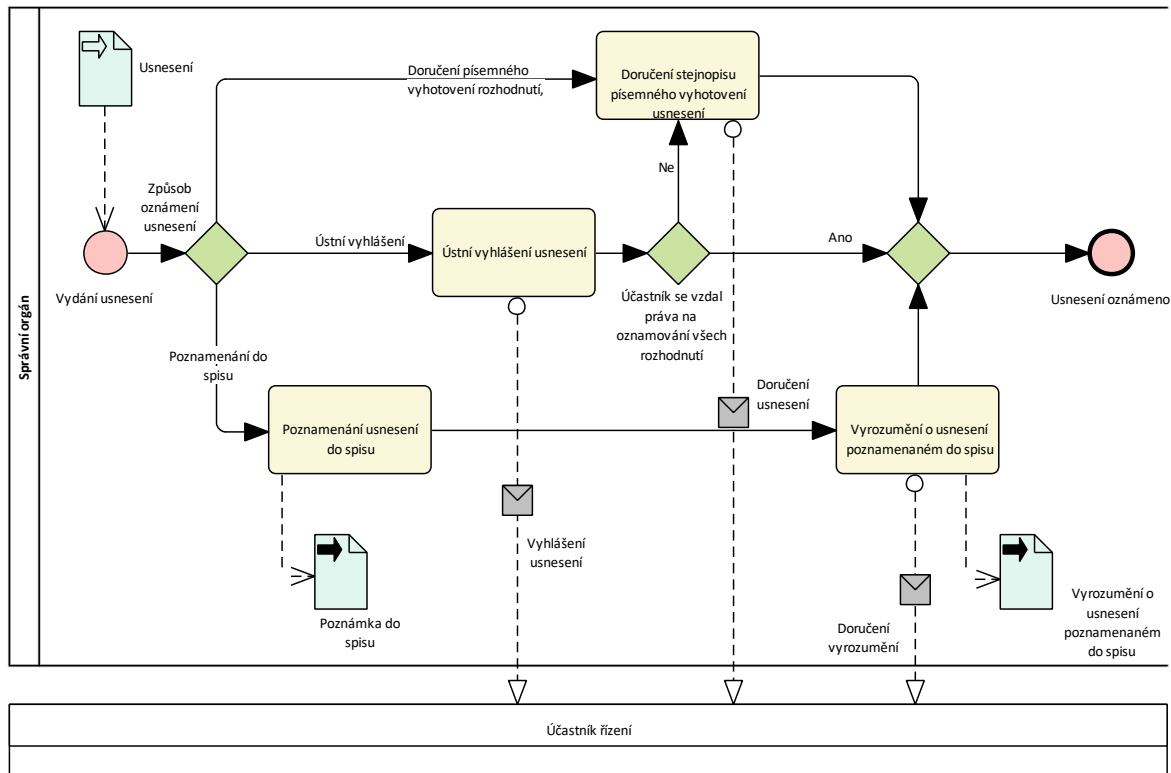 Správní orgán
Usnesení
Vydání usnesení
Způsob
oznámení
usnesení
Doručení písemného
vyhotovení rozhodnutí,
Doručení stejnopisu
písemného vyhotovení
usnesení
Ne
Ústní vyhlášení
Ústní vyhlášení usnesení
Účastník se vzdal
práva na
oznamování všech
rozhodnutí
Ano
Usnesení oznámeno
Poznamenání do
spisu
Poznamenání usnesení
do spisu
Doručení
usnesení
Vyrozumění o usnesení
poznamenaném do spisu
Vyhlášení
usnesení
Poznámka do
spisu
Doručení
vyrozumění
Vyrozumění o
usnesení
poznamenaném
do spisu
Účastník řízení